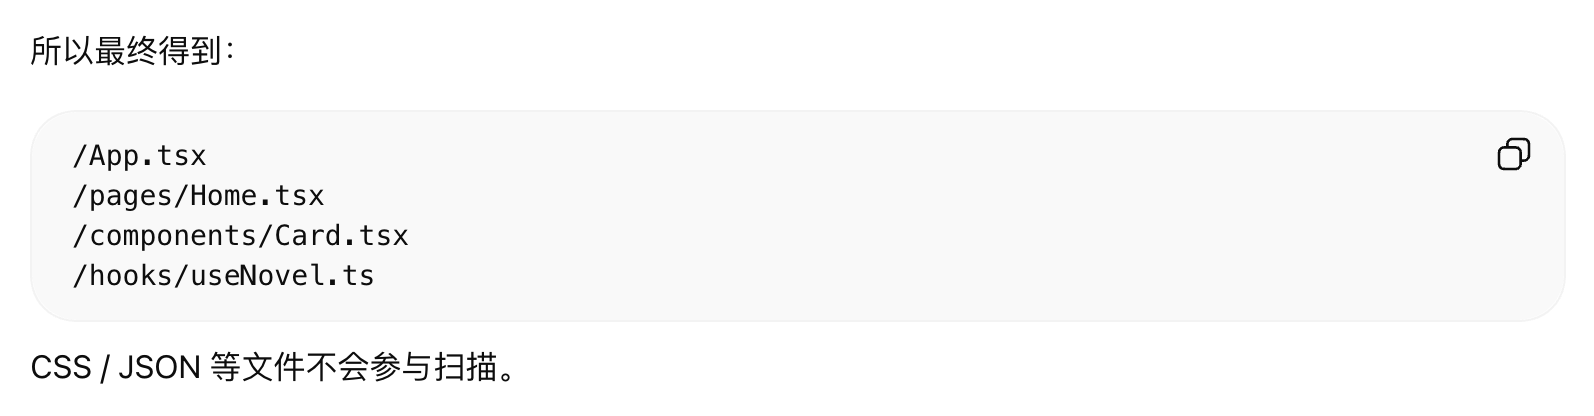 所以最终得到：
/App.tsx
/pages/Home.tsx
/components/Card.tsx
/hooks/useNovel.ts
CSS / JSON 等文件不会参与扫描。